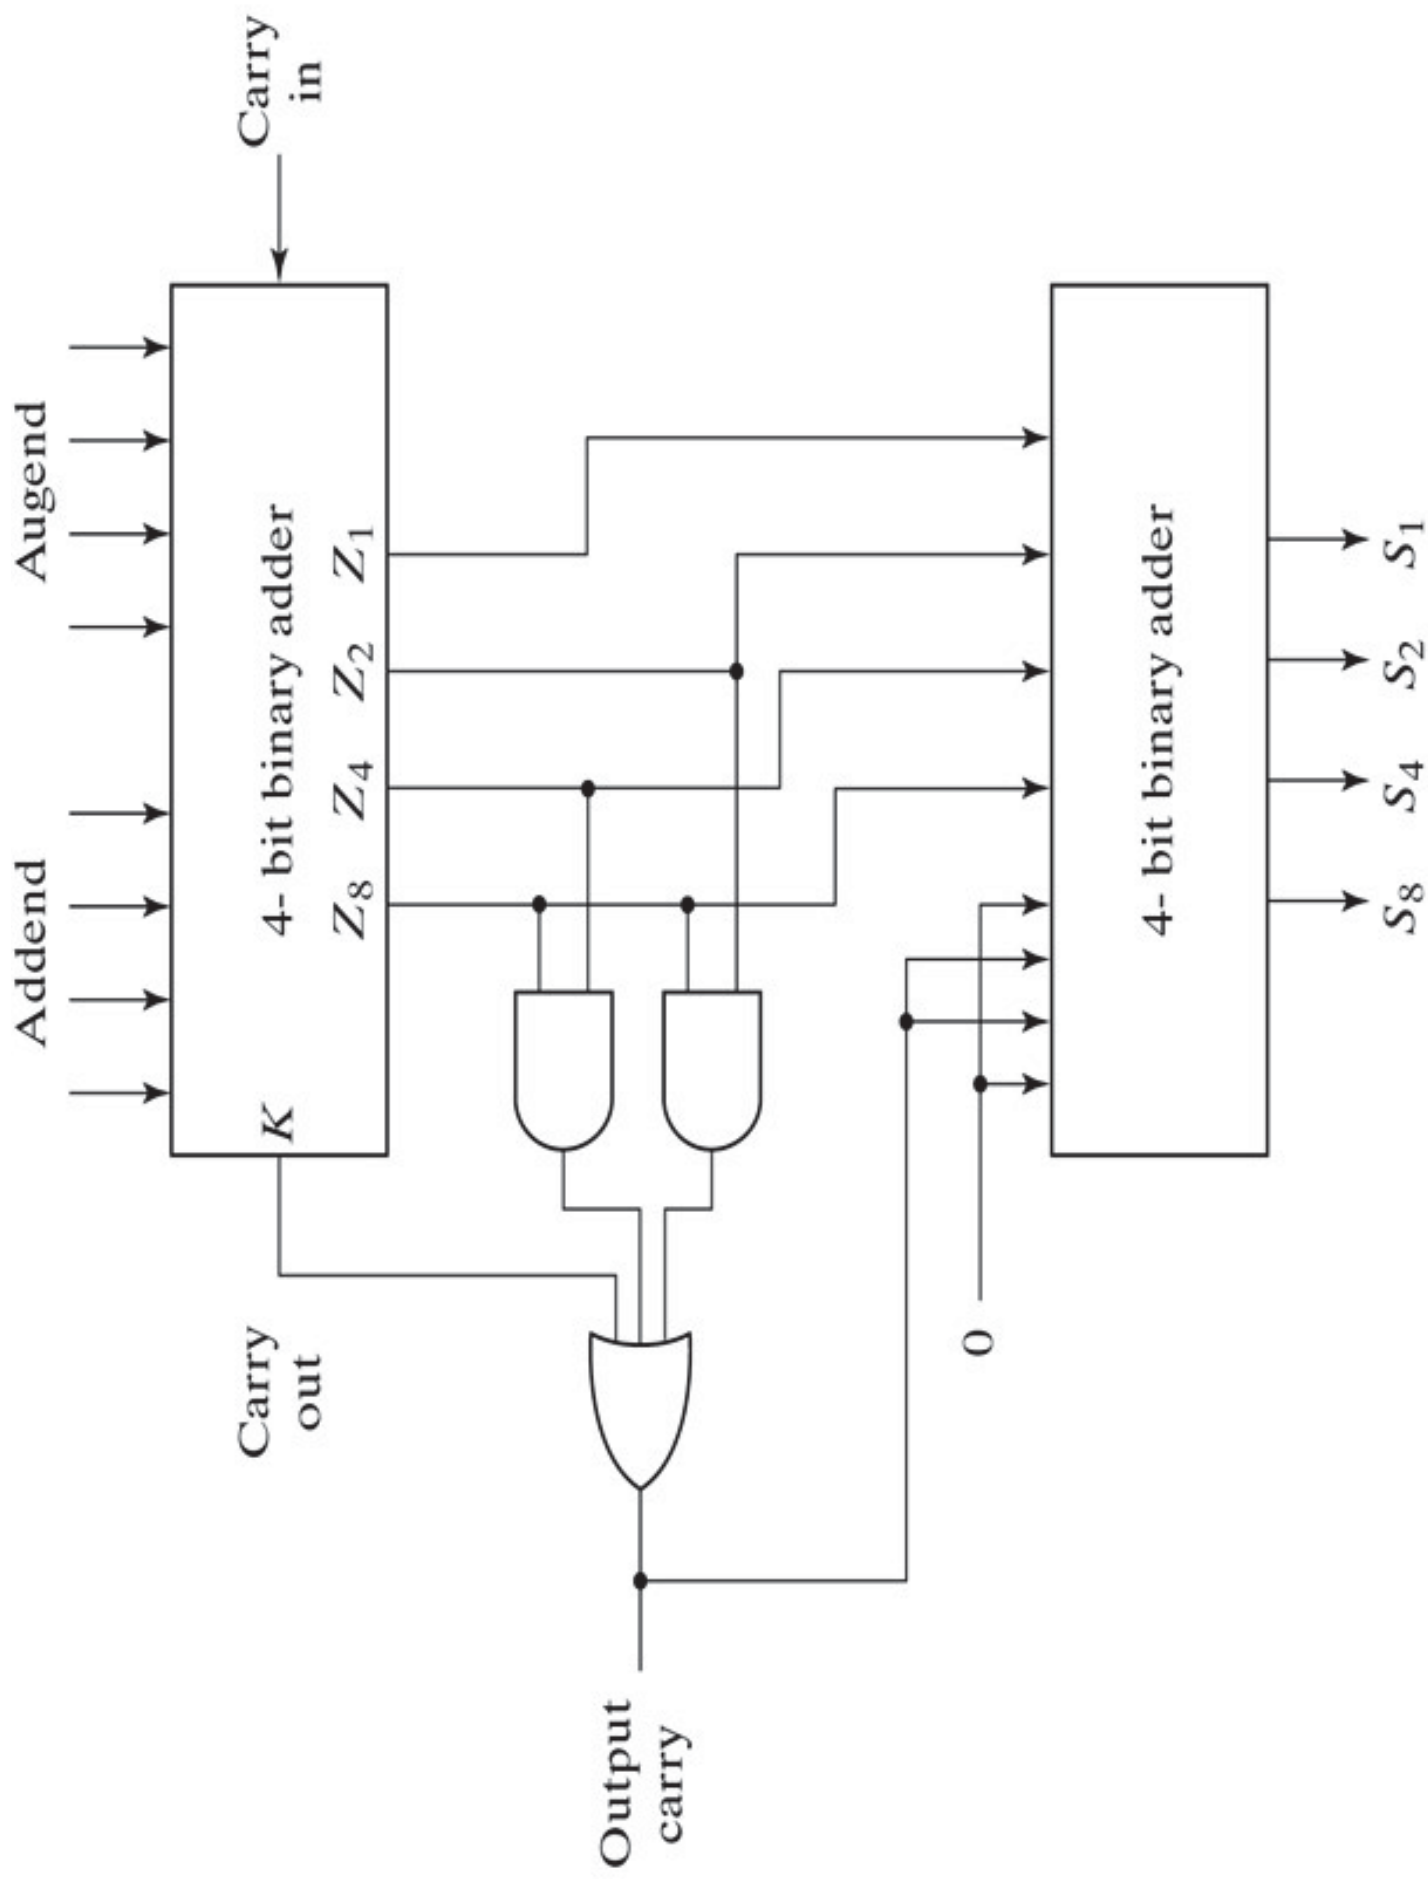 Addend
Augend
Carry
out
K
4- bit binary adder
Carry
in
Z8
Z4
Z2
Z1
Output
carry
0
4- bit binary adder
S8
S4
S2
S1